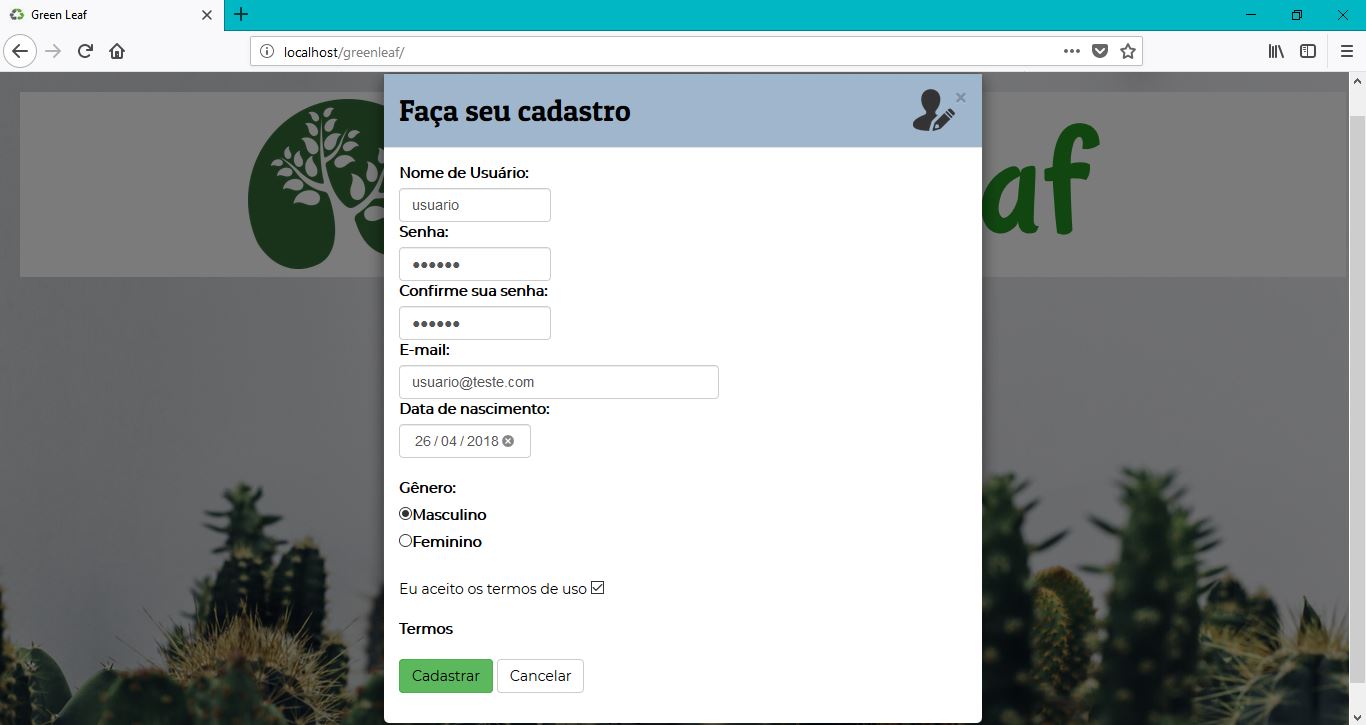 Green Leaf
localhost/greenleaf/
Faça seu cadastro
af
Nome de Usuário:
usuario
Senha:
••••••
Confirme sua senha:
••••••
E-mail:
usuario@teste.com
Data de nascimento:
26 / 04 / 2018
Gênero:
Masculino
Feminino
Eu aceito os termos de uso
Termos
Cadastrar Cancelar